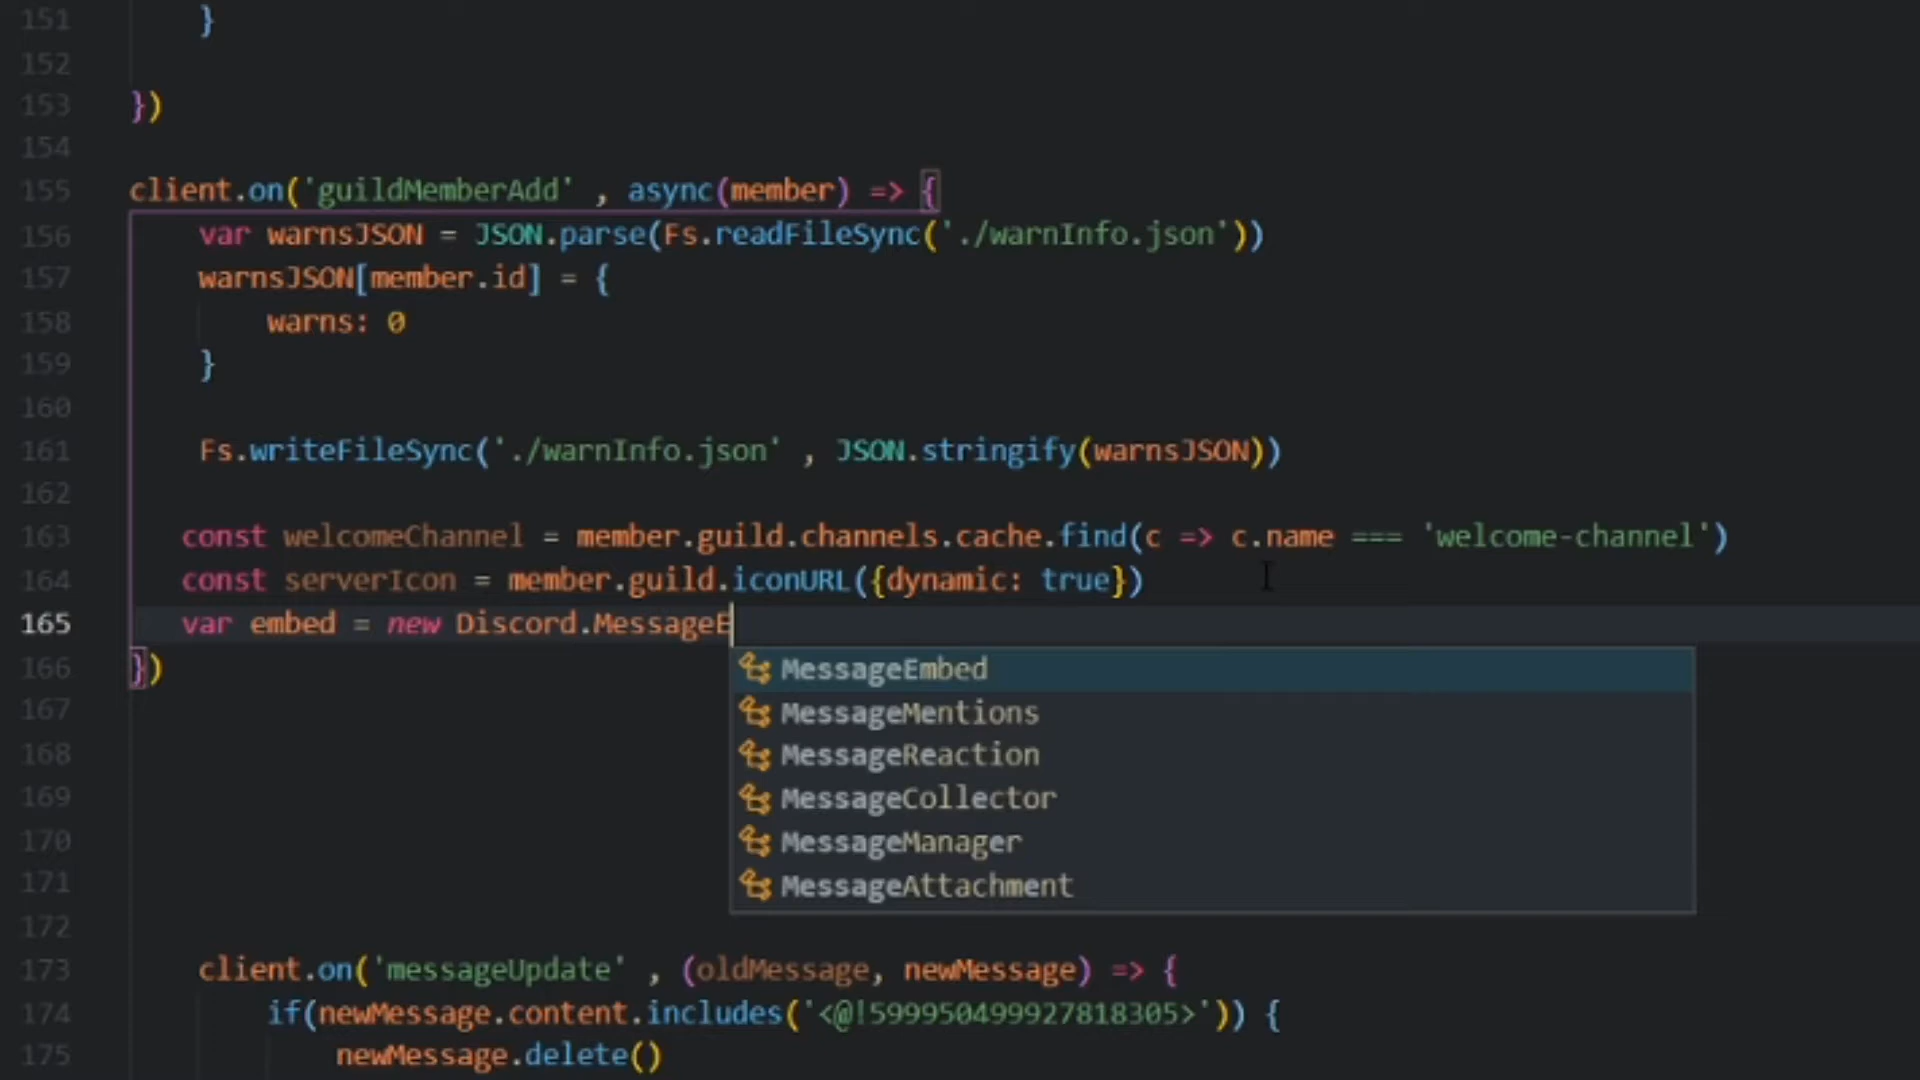 151 }
152
153 })
154
155 client.on('guildMemberAdd' , async(member) => {
156 var warnsJSON = JSON.parse(Fs.readFileSync('./warnInfo.json'))
157 warnsJSON[member.id] = {
158 warns: 0
159 }
160
161 Fs.writeFileSync('./warnInfo.json' , JSON.stringify(warnsJSON))
162
163 const welcomeChannel = member.guild.channels.cache.find(c => c.name === 'welcome-channel')
164 const serverIcon = member.guild.iconURL({dynamic: true})
165 var embed = new Discord.MessageE
166 })
MessageEmbed
167 MessageMentions
168 MessageReaction
169 MessageCollector
170 MessageManager
171 MessageAttachment
172
173 client.on('messageUpdate' , (oldMessage, newMessage) => {
174 if(newMessage.content.includes('<@!599950499927818305>')) {
175 newMessage.delete()